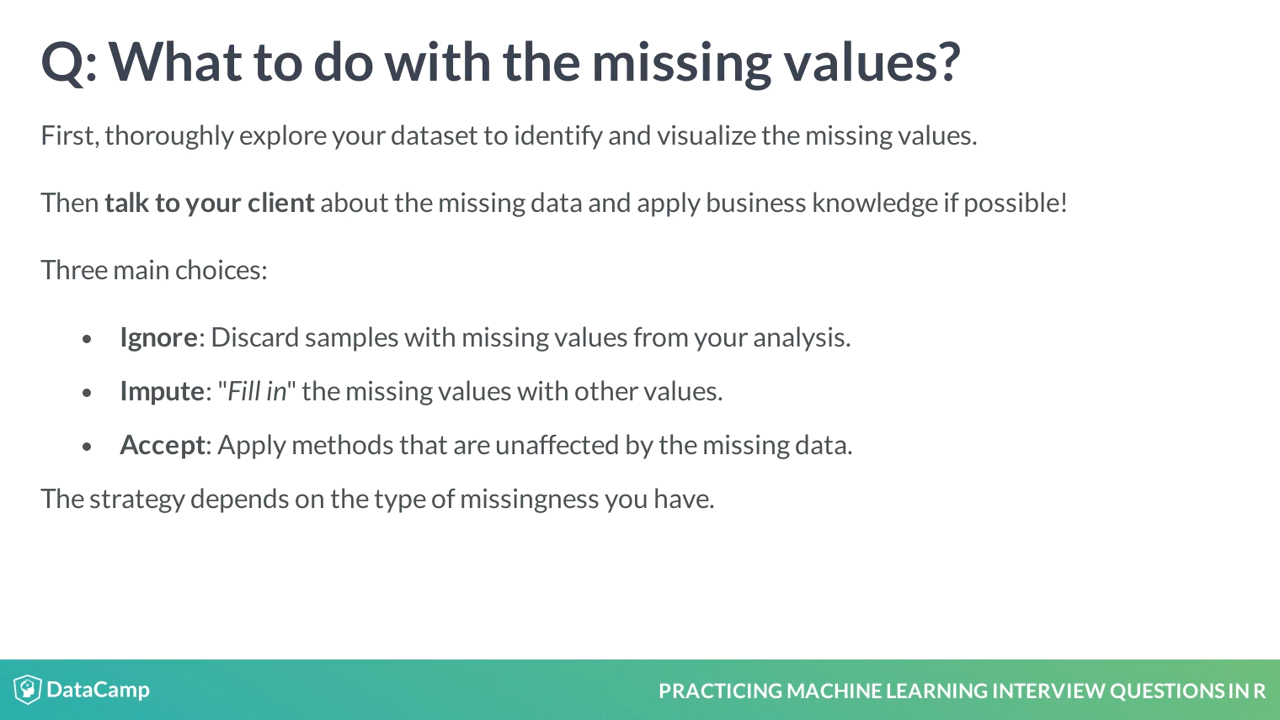 Q: What to do with the missing values?
First, thoroughly explore your dataset to identify and visualize the missing values.
Then talk to your client about the missing data and apply business knowledge if possible!
Three main choices:
• Ignore: Discard samples with missing values from your analysis.
• Impute: "Fill in" the missing values with other values.
• Accept: Apply methods that are unaffected by the missing data.
The strategy depends on the type of missingness you have.
DataCamp
PRACTICING MACHINE LEARNING INTERVIEW QUESTIONS IN R